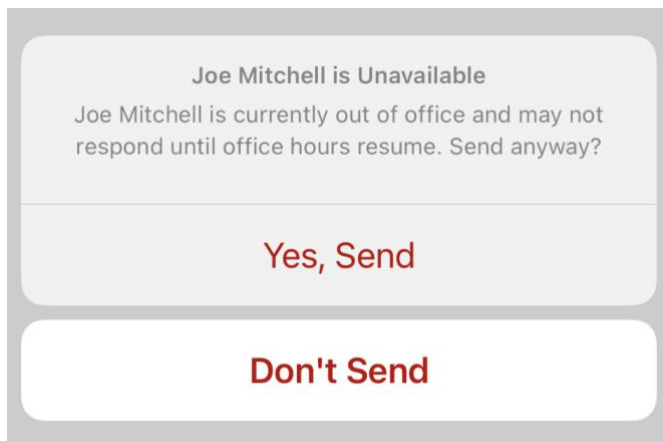 Joe Mitchell is Unavailable
Joe Mitchell is currently out of office and may not
respond until office hours resume. Send anyway?
Yes, Send
Don't Send